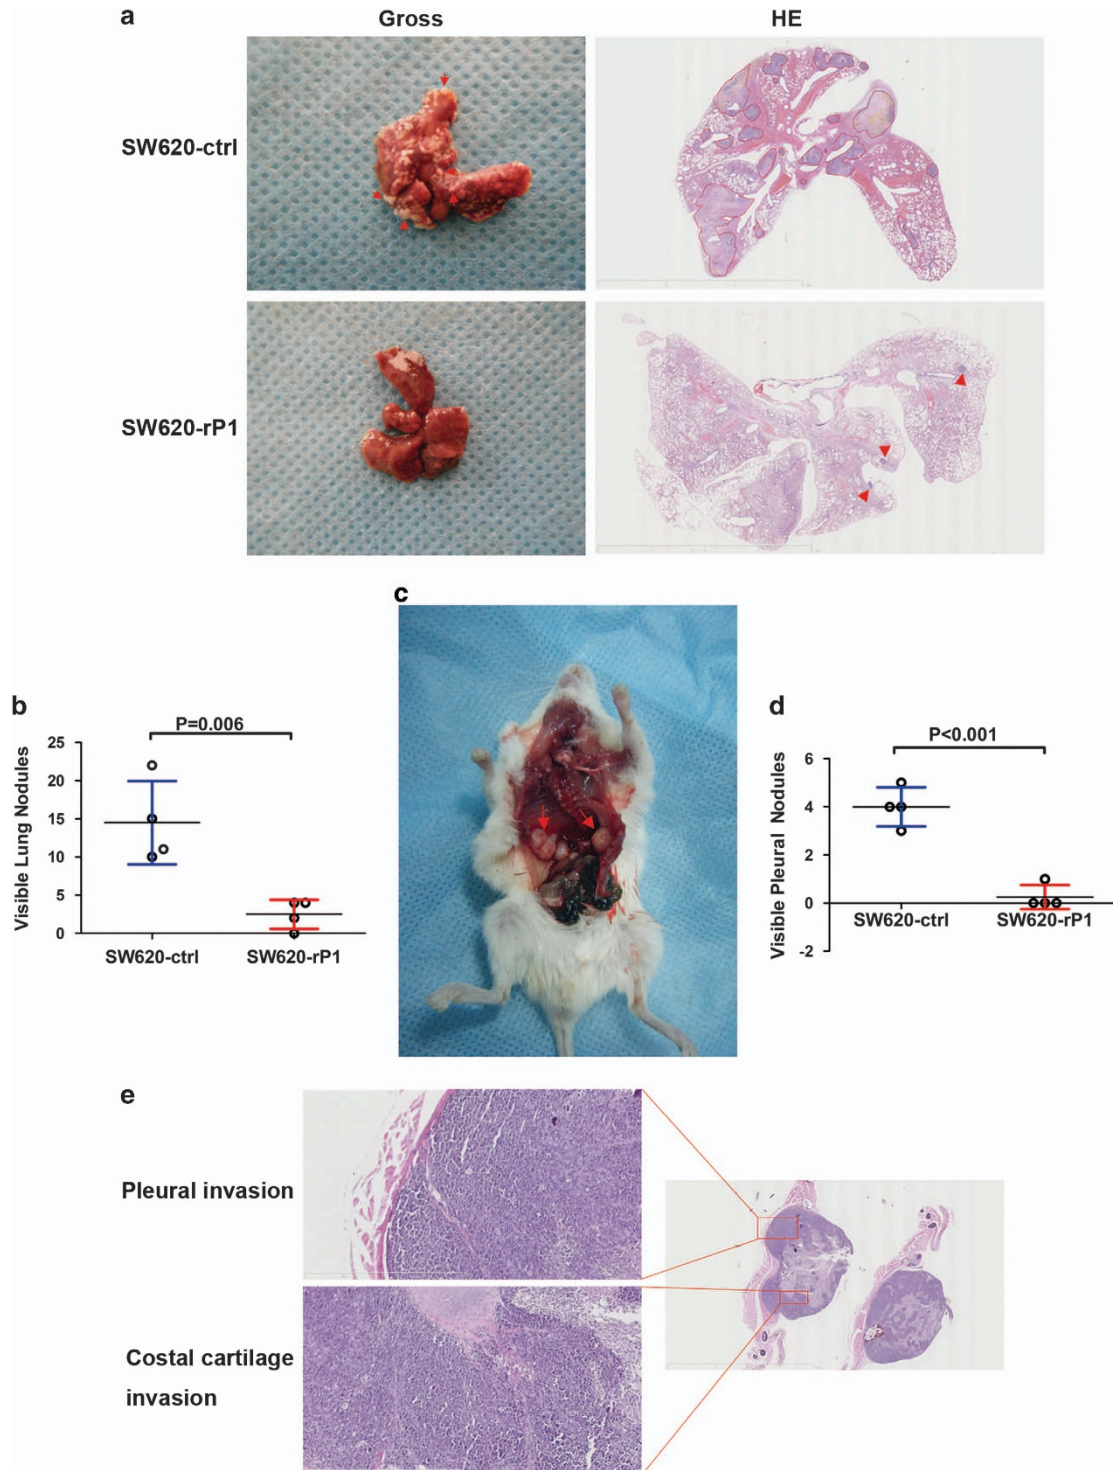 a
Gross
HE
SW620-ctrl
SW620-rP1
b
P=0.006
Visible Lung Nodules
25
20
15
10
5
0
SW620-ctrl
SW620-rP1
c
d
P<0.001
Visible Pleural Nodules
6
4
2
0
-2
SW620-ctrl
SW620-rP1
e
Pleural invasion
Costal cartilage
invasion